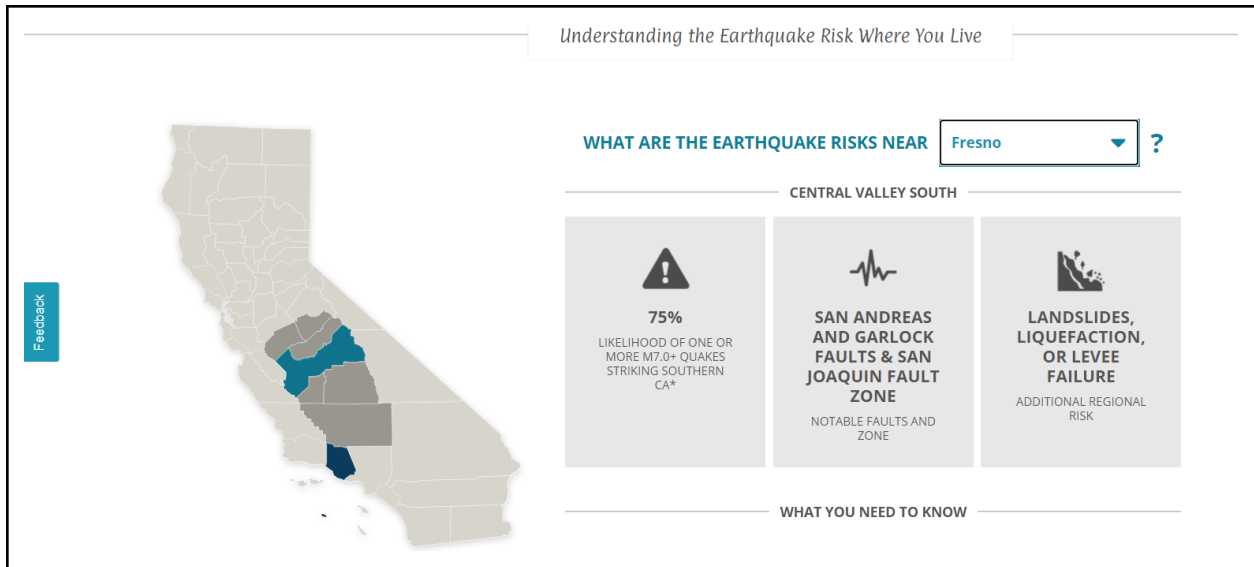 Understanding the Earthquake Risk Where You Live
WHAT ARE THE EARTHQUAKE RISKS NEAR
Fresno
?
CENTRAL VALLEY SOUTH
75%
LIKELIHOOD OF ONE OR
MORE M7.0+ QUAKES
STRIKING SOUTHERN
CA*
SAN ANDREAS
AND GARLOCK
FAULTS & SAN
JOAQUIN FAULT
ZONE
NOTABLE FAULTS AND
ZONE
LANDSLIDES,
LIQUEFACTION,
OR LEVEE
FAILURE
ADDITIONAL REGIONAL
RISK
WHAT YOU NEED TO KNOW
Feedback